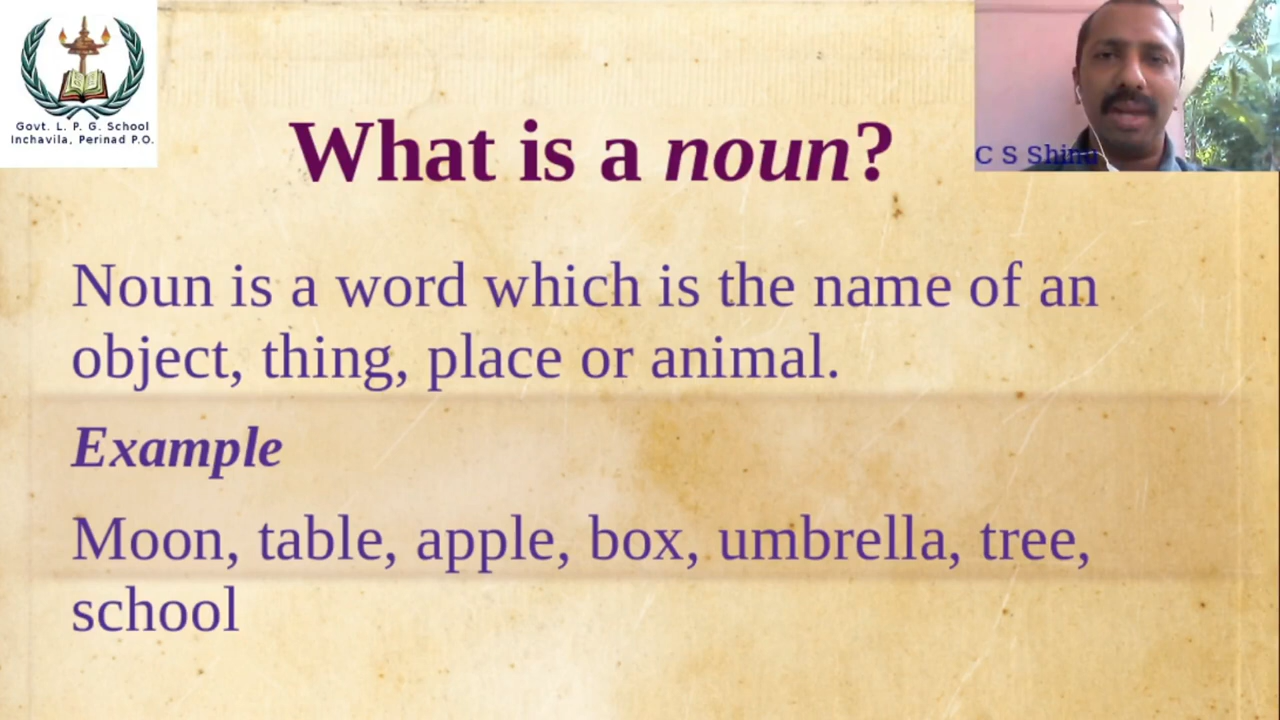 Govt. L. P. G. School
Inchavila, Perinad P.O.
What is a noun?
C S Shinu
Noun is a word which is the name of an
object, thing, place or animal.
Example
Moon, table, apple, box, umbrella, tree,
school